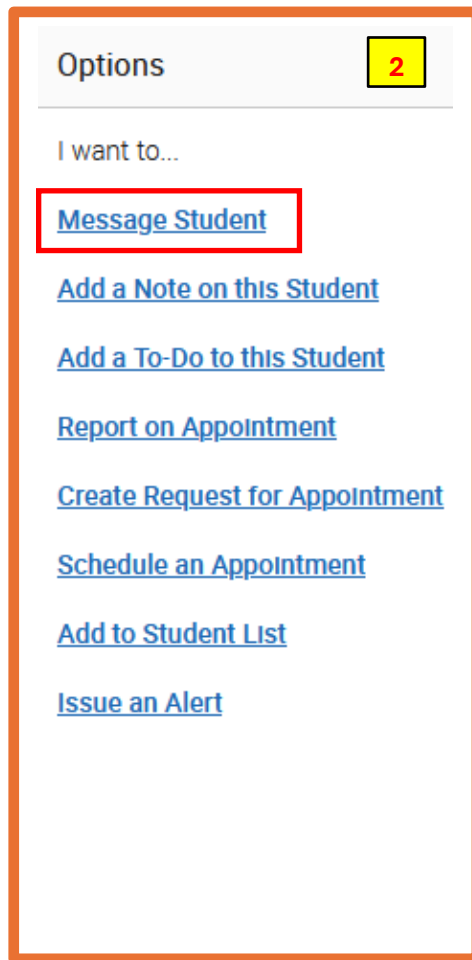 Options 2
I want to...
Message Student
Add a Note on this Student
Add a To-Do to this Student
Report on Appointment
Create Request for Appointment
Schedule an Appointment
Add to Student List
Issue an Alert